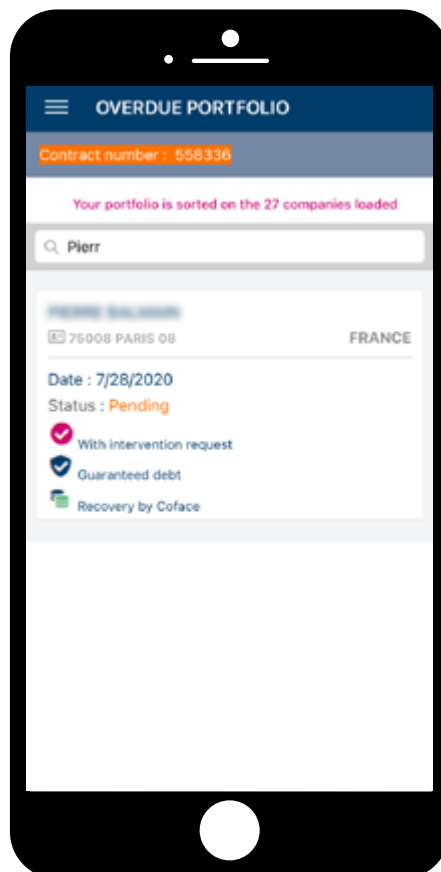 OVERDUE PORTFOLIO
Contract number : 558336
Your portfolio is sorted on the 27 companies loaded
Pierr
75008 PARIS 08 FRANCE
Date : 7/28/2020
Status : Pending
With intervention request
Guaranteed debt
Recovery by Coface